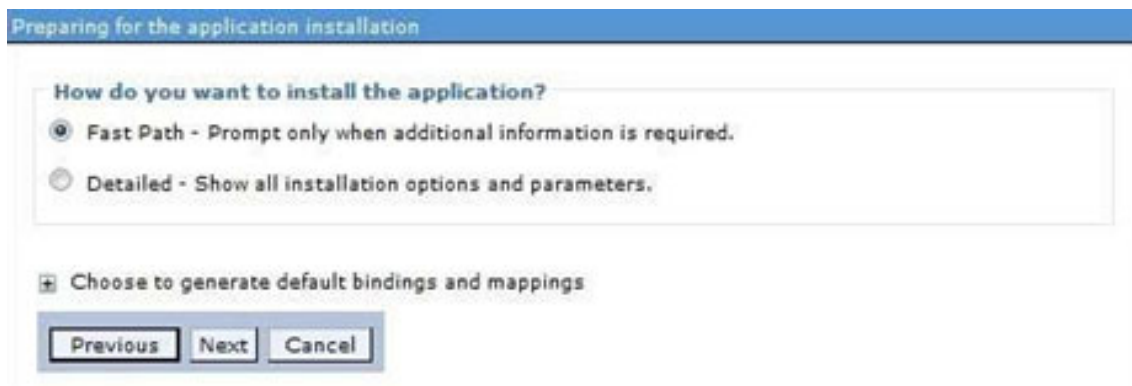 Preparing for the application installation
How do you want to install the application?
Fast Path - Prompt only when additional information is required.
Detailed - Show all installation options and parameters.
Choose to generate default bindings and mappings
Previous Next Cancel